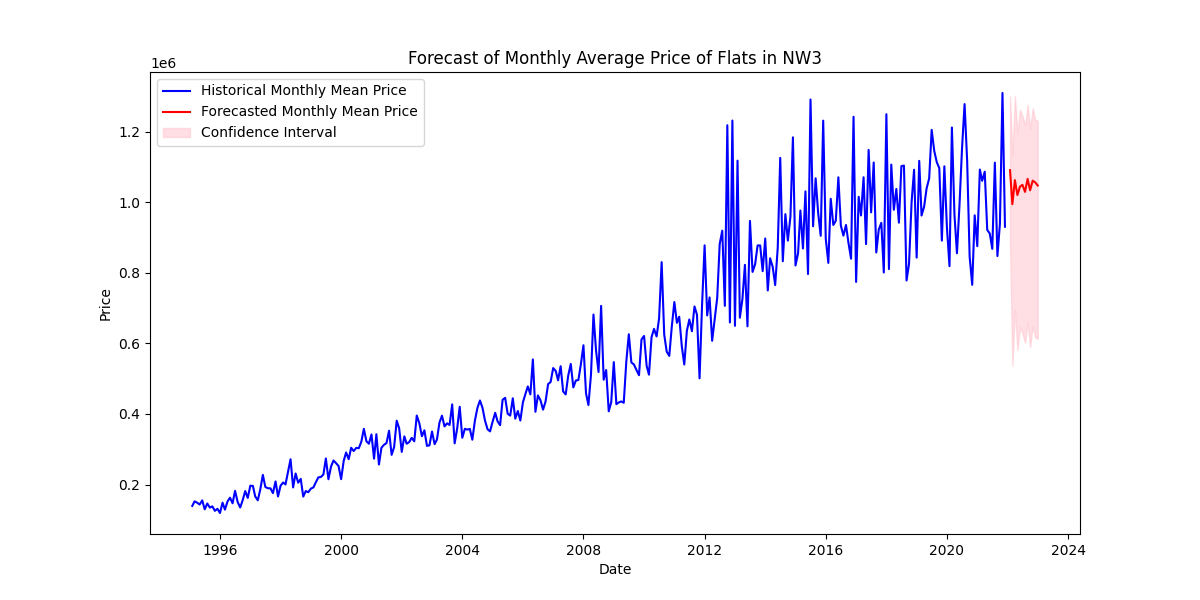 Forecast of Monthly Average Price of Flats in NW3
1e6
Historical Monthly Mean Price
Forecasted Monthly Mean Price
Confidence Interval
1.2
1.0
0.8
0.6
0.4
0.2
Price
1996 2000 2004 2008 2012 2016 2020 2024
Date